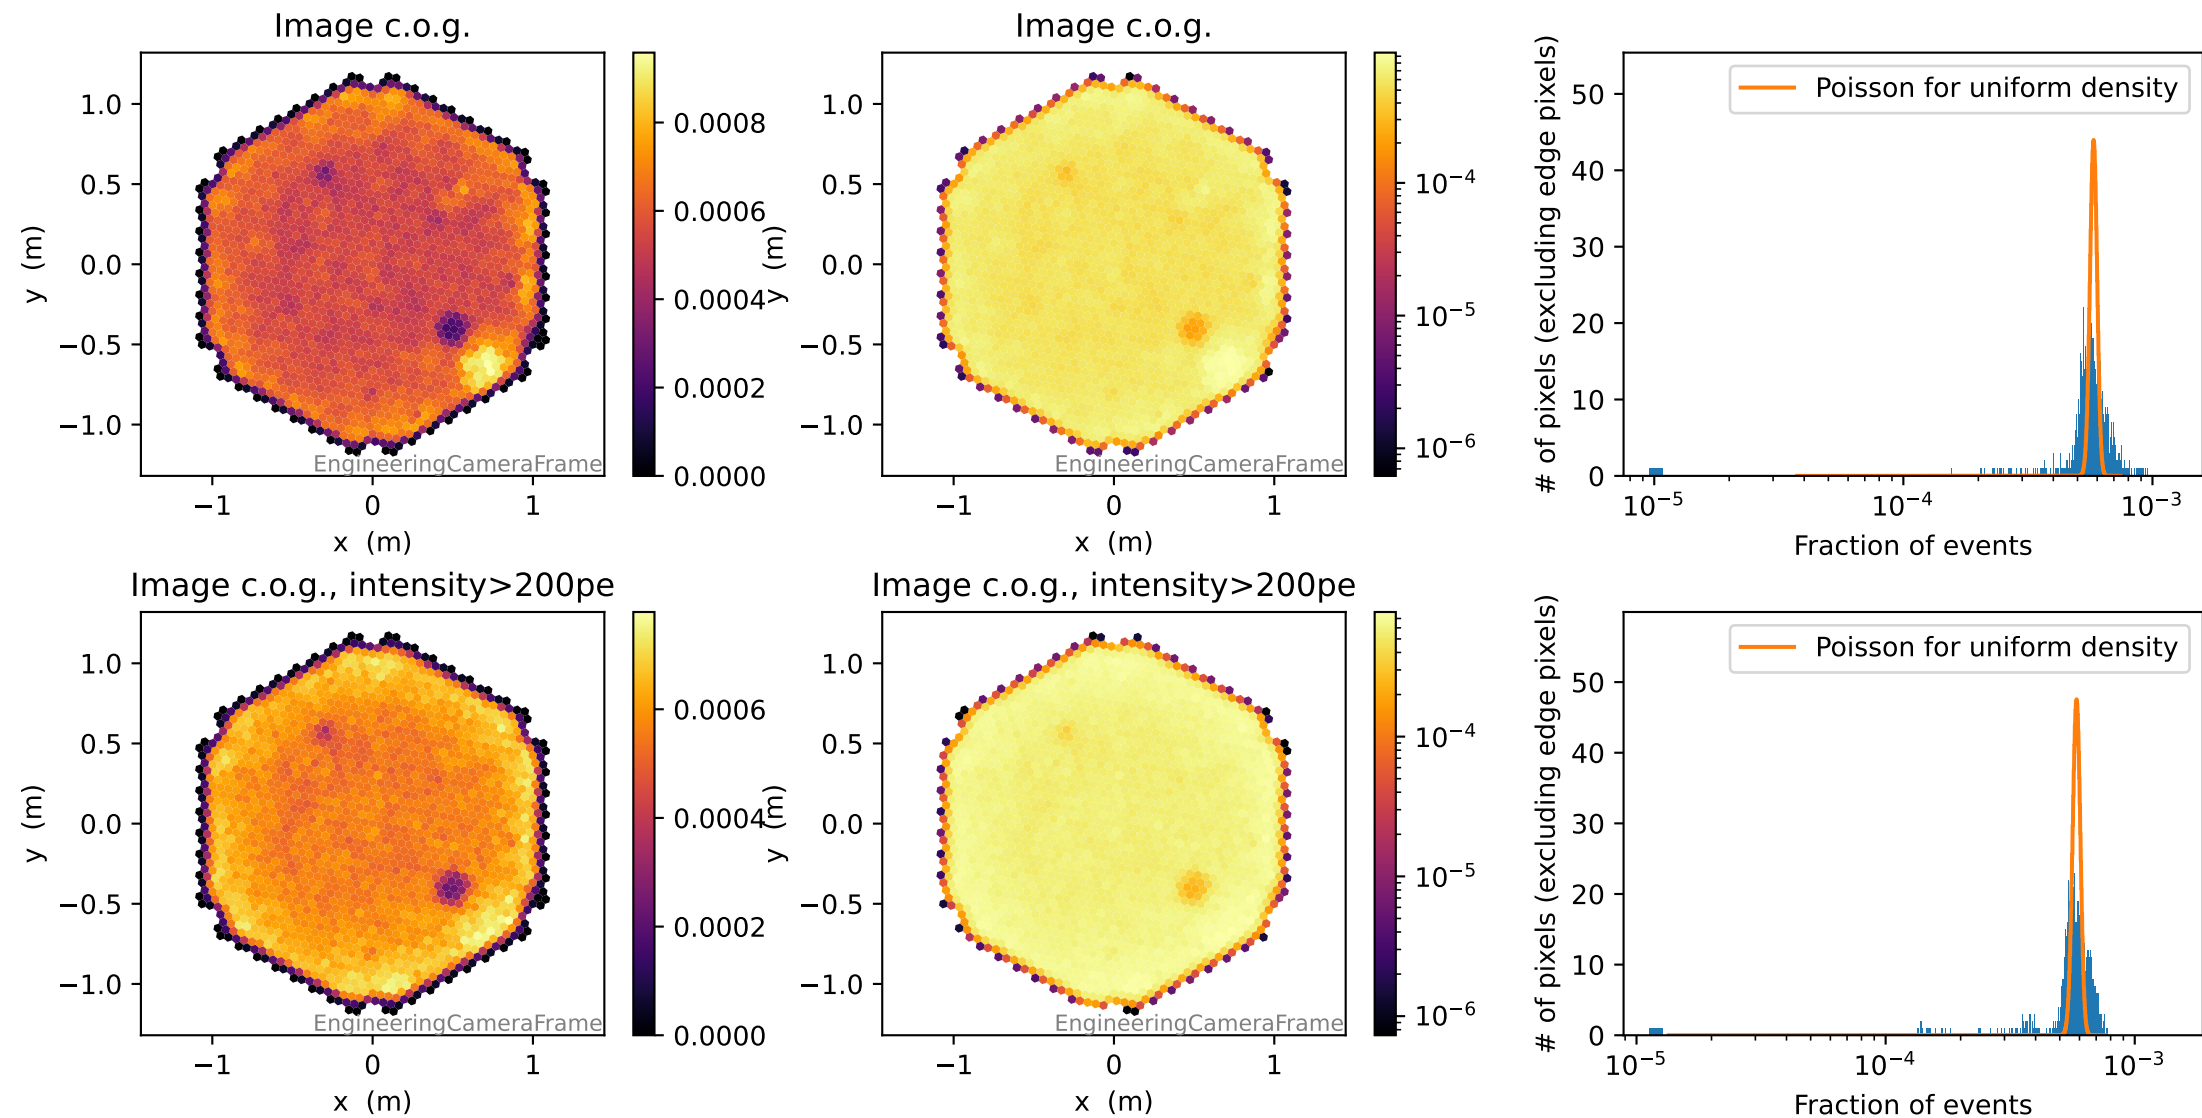 Image c.o.g.
y (m)
1.0
0.5
0.0
−0.5
−1.0
−1
0
1
x (m)
EngineeringCameraFrame
0.0008
0.0006
0.0004
0.0002
0.0000
Image c.o.g.
y (m)
1.0
0.5
0.0
−0.5
−1.0
−1
0
1
x (m)
EngineeringCameraFrame
10⁻⁴
10⁻⁵
10⁻⁶
# of pixels (excluding edge pixels)
50
40
30
20
10
0
Poisson for uniform density
10⁻⁵
10⁻⁴
10⁻³
Fraction of events
Image c.o.g., intensity>200pe
y (m)
1.0
0.5
0.0
−0.5
−1.0
−1
0
1
x (m)
EngineeringCameraFrame
0.0006
0.0004
0.0002
0.0000
Image c.o.g., intensity>200pe
y (m)
1.0
0.5
0.0
−0.5
−1.0
−1
0
1
x (m)
EngineeringCameraFrame
10⁻⁴
10⁻⁵
10⁻⁶
# of pixels (excluding edge pixels)
50
40
30
20
10
0
Poisson for uniform density
10⁻⁵
10⁻⁴
10⁻³
Fraction of events